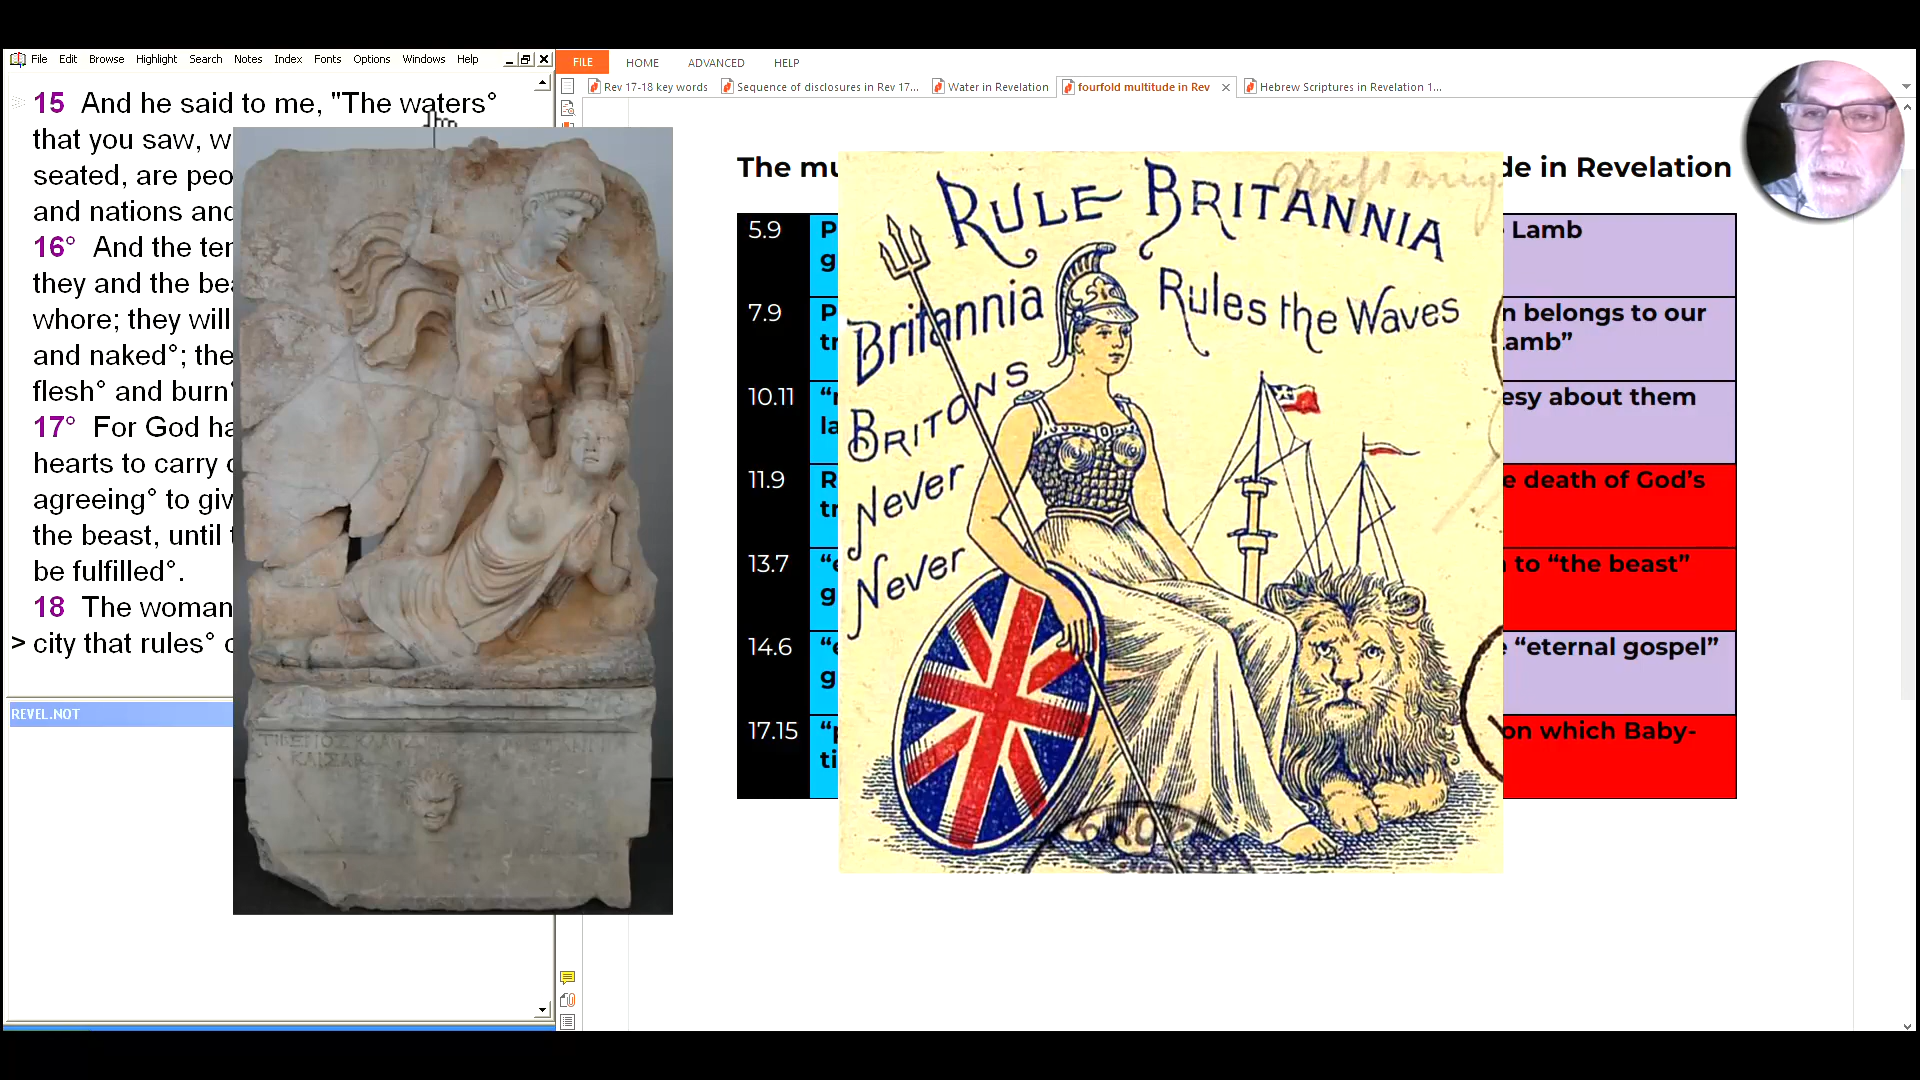 File Edit Browse Highlight Search Notes Index Fonts Options Windows Help
15 And he said to me, "The waters°
that you saw, w
seated, are peo
and nations and
16° And the ten
they and the bea
whore; they will
and naked°; the
flesh° and burn°
17° For God ha
hearts to carry o
agreeing° to giv
the beast, until t
be fulfilled°.
18 The woman
> city that rules° o
REVEL.NOT
FILE HOME ADVANCED HELP
Rev 17-18 key words
Sequence of disclosures in Rev 17...
Water in Revelation
fourfold multitude in Rev
Hebrew Scriptures in Revelation 1...
The mu
de in Revelation
5.9 P
g
Lamb
7.9 P
tr
n belongs to our
amb”
10.11
la
esy about them
11.9 R
tr
e death of God’s
13.7
g
to “the beast”
14.6
g
“eternal gospel”
17.15
ti
on which Baby-
RULE BRITANNIA
Britannia Rules the Waves
BRITONS
Never
Never
ΚΑΙΣΑΡ